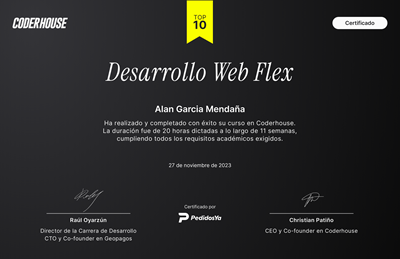 CODERHOUSE
TOP
10
Certificado
Desarrollo Web Flex
Alan Garcia Mendaña
Ha realizado y completado con éxito su curso en Coderhouse.
La duración fue de 20 horas dictadas a lo largo de 11 semanas,
cumpliendo todos los requisitos académicos exigidos.
27 de noviembre de 2023
Raúl Oyarzún
Director de la Carrera de Desarrollo
CTO y Co-founder en Geopagos
Certificado por
PedidosYa
Christian Patiño
CEO y Co-founder en Coderhouse